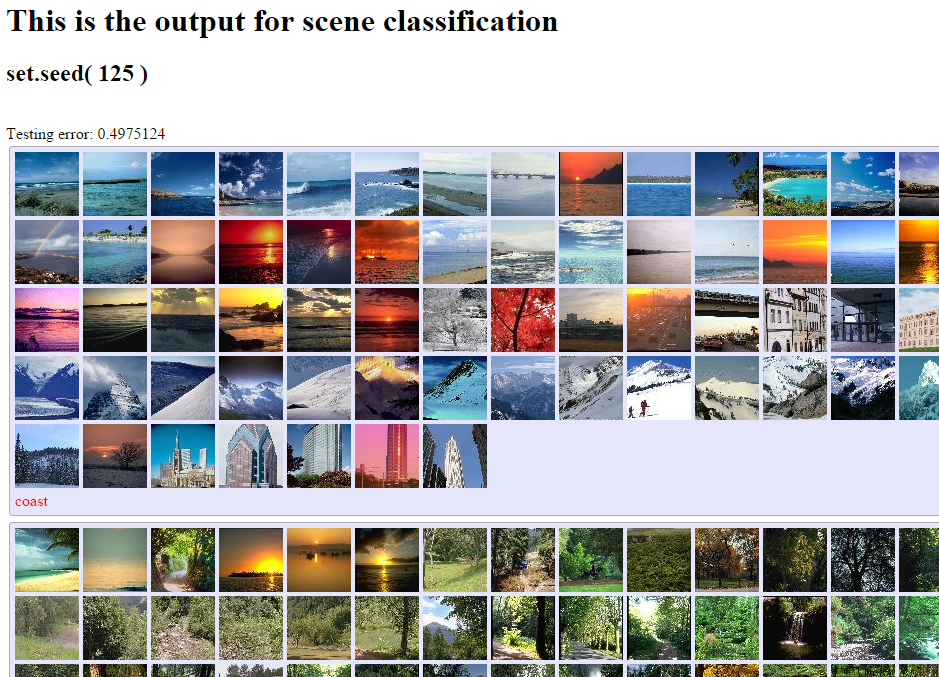 This is the output for scene classification
set.seed( 125 )
Testing error: 0.4975124
coast